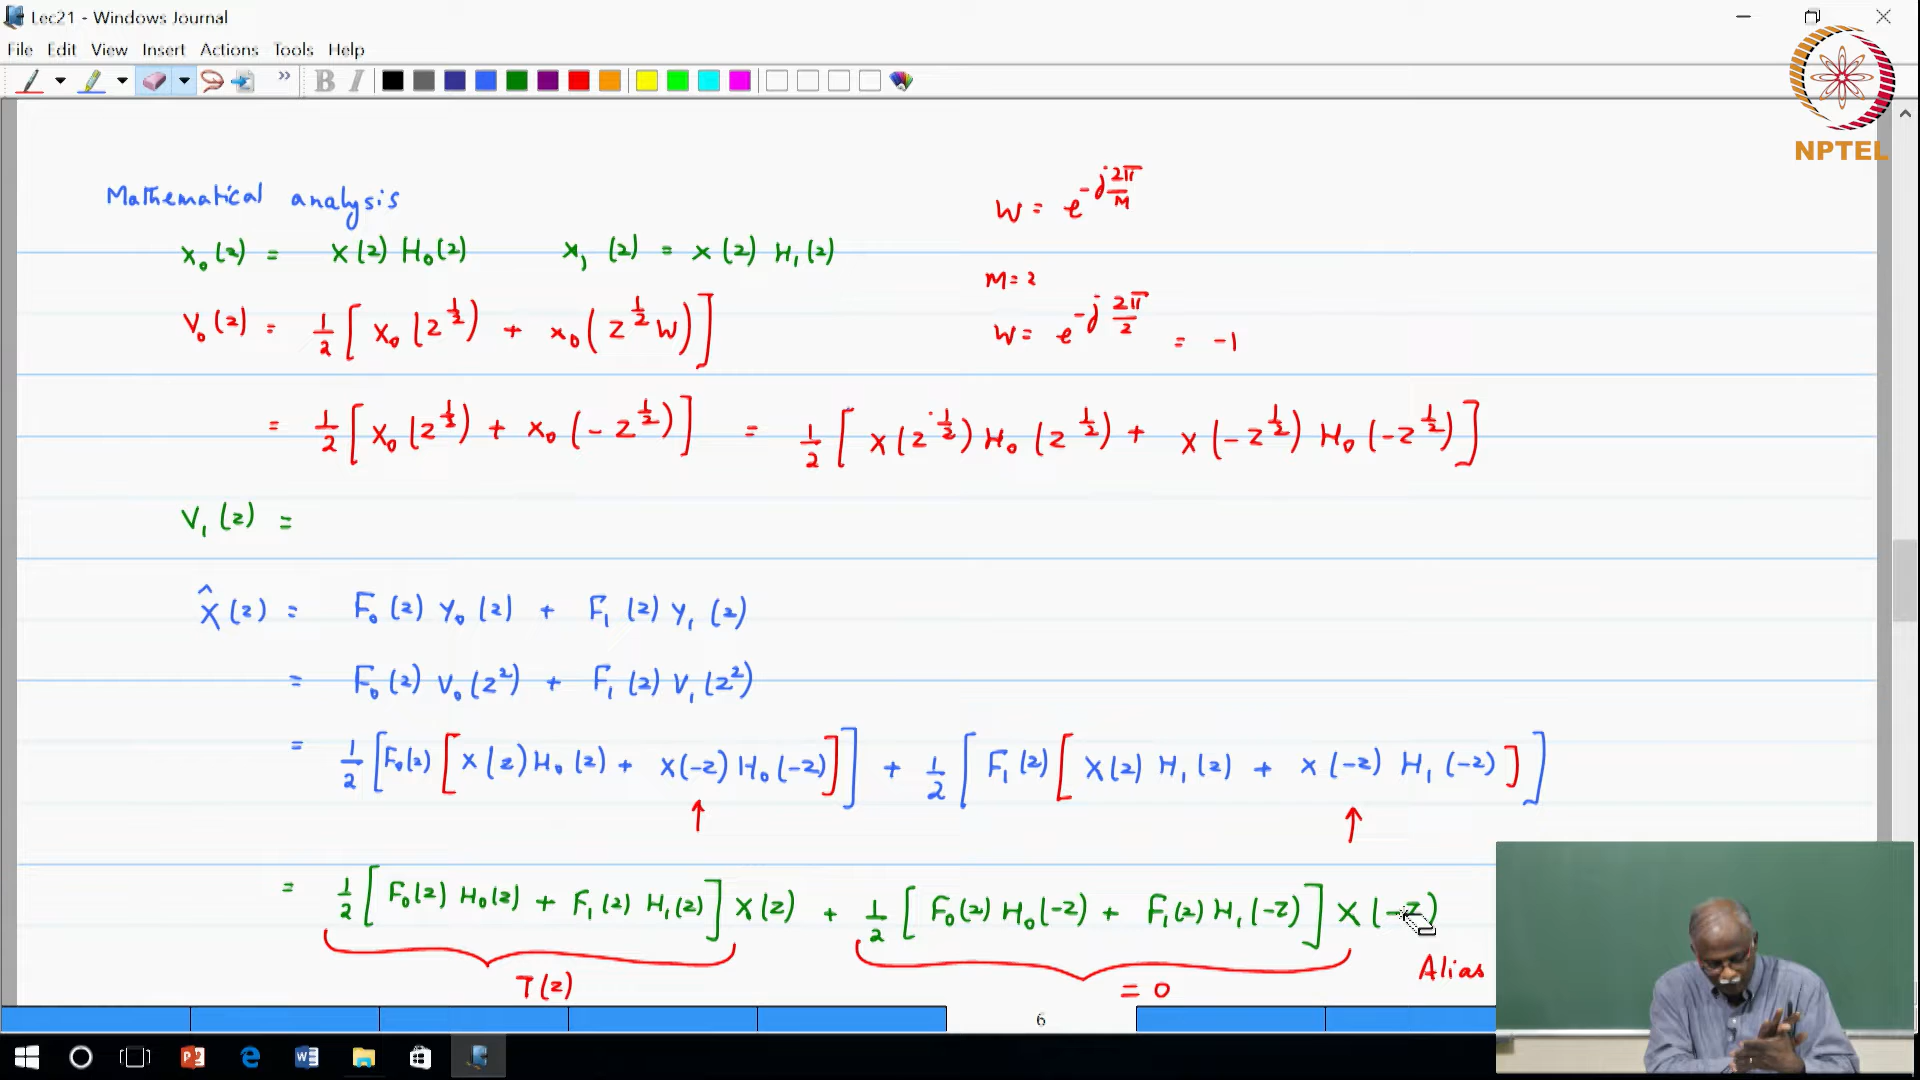 Lec21 - Windows Journal
File Edit View Insert Actions Tools Help
NPTEL
Mathematical analysis
W = e^{-j 2π/M}
X₀(z) = X(z) H₀(z)    X₁(z) = X(z) H₁(z)
M = 2
V₀(z) = 1/2 [ X₀(z^{1/2}) + X₀(z^{1/2} W) ]
W = e^{-j 2π/2} = -1
= 1/2 [ X₀(z^{1/2}) + X₀(-z^{1/2}) ] = 1/2 [ X(z^{1/2}) H₀(z^{1/2}) + X(-z^{1/2}) H₀(-z^{1/2}) ]
V₁(z) =
X̂(z) = F₀(z) Y₀(z) + F₁(z) Y₁(z)
= F₀(z) V₀(z²) + F₁(z) V₁(z²)
= 1/2 [ F₀(z) [ X(z) H₀(z) + X(-z) H₀(-z) ] ] + 1/2 [ F₁(z) [ X(z) H₁(z) + X(-z) H₁(-z) ] ]
↑ ↑
= 1/2 [ F₀(z) H₀(z) + F₁(z) H₁(z) ] X(z) + 1/2 [ F₀(z) H₀(-z) + F₁(z) H₁(-z) ] X(-z)
T(z) = 0 Alias
6